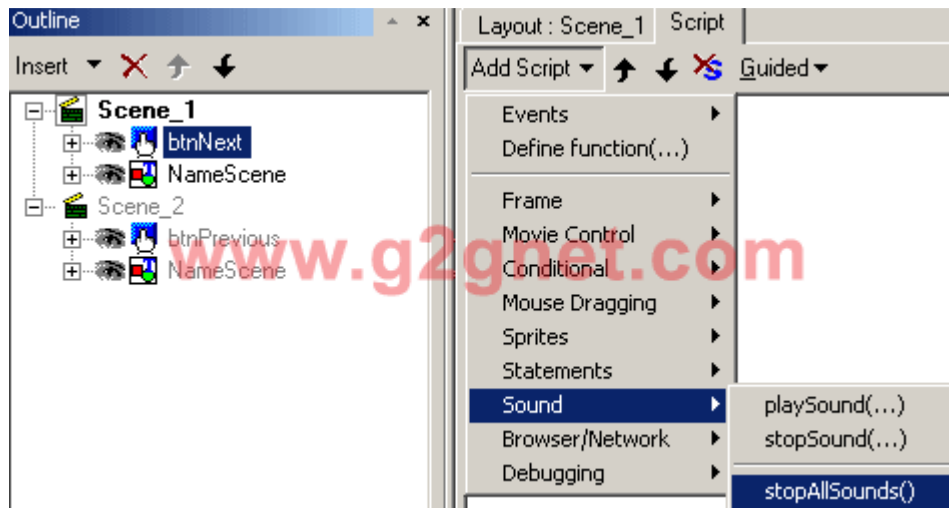 Outline
Insert
Scene_1
btnNext
NameScene
Scene_2
btnPrevious
NameScene
www.g2gnet.com
Layout : Scene_1 Script
Add Script Guided
Events
Define function(...)
Frame
Movie Control
Conditional
Mouse Dragging
Sprites
Statements
Sound
Browser/Network
Debugging
playSound(...)
stopSound(...)
stopAllSounds()